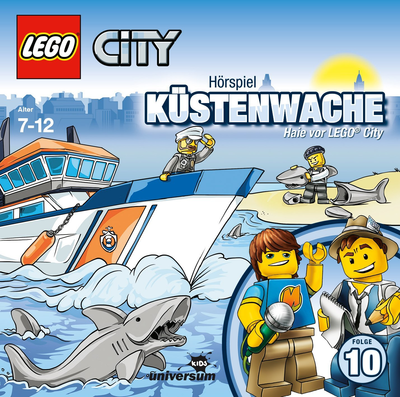 LEGO
CITY
Alter
7-12
Hörspiel
KÜSTENWACHE
Haie vor LEGO® City
FOLGE
10
KIDS
universum